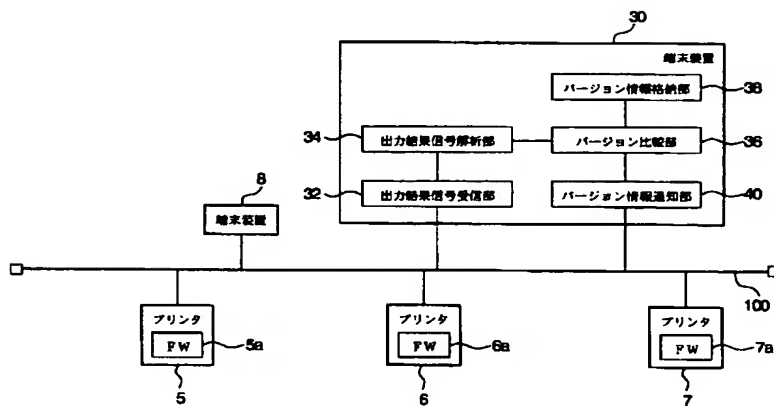 30
端末装置
バージョン情報格納部 38
34 出力結果信号解析部 バージョン比較部 36
8 32 出力結果信号受信部 バージョン情報通知部 40
端末装置
100
プリンタ プリンタ プリンタ
FW 5a FW 6a FW 7a
5 6 7